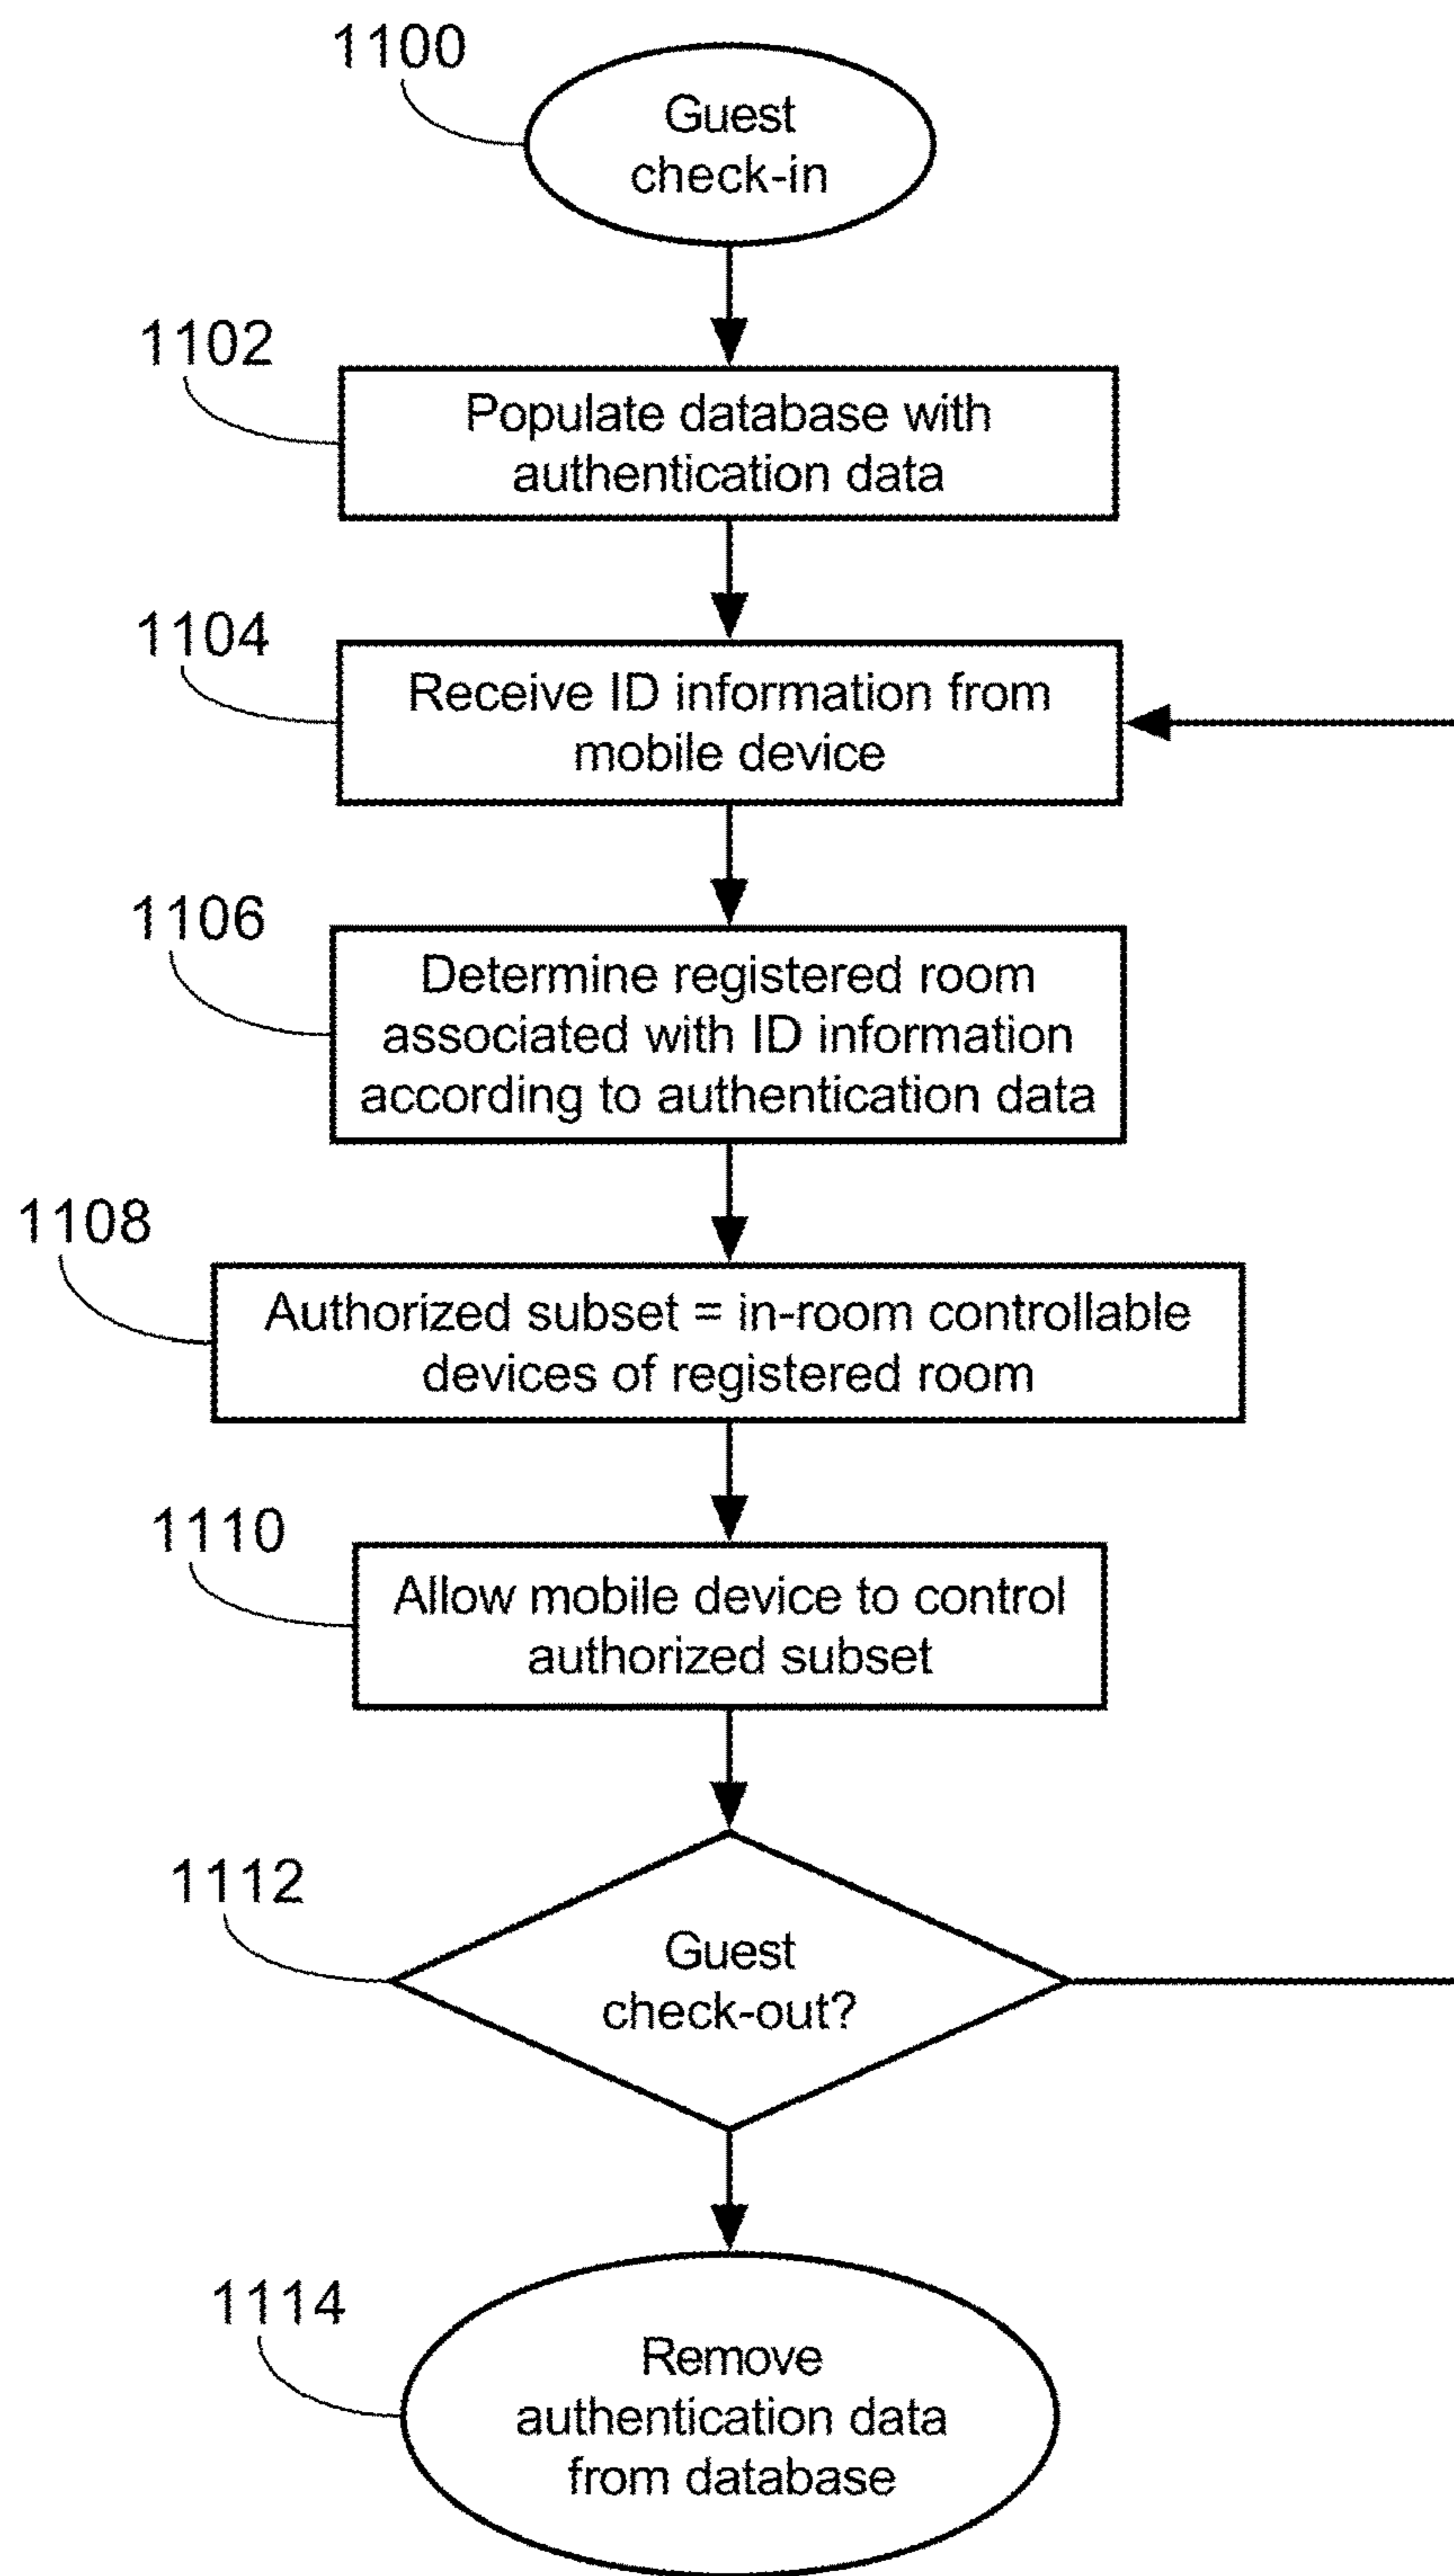 1100
Guest
check-in
1102
Populate database with
authentication data
1104
Receive ID information from
mobile device
1106
Determine registered room
associated with ID information
according to authentication data
1108
Authorized subset = in-room controllable
devices of registered room
1110
Allow mobile device to control
authorized subset
1112
Guest
check-out?
1114
Remove
authentication data
from database